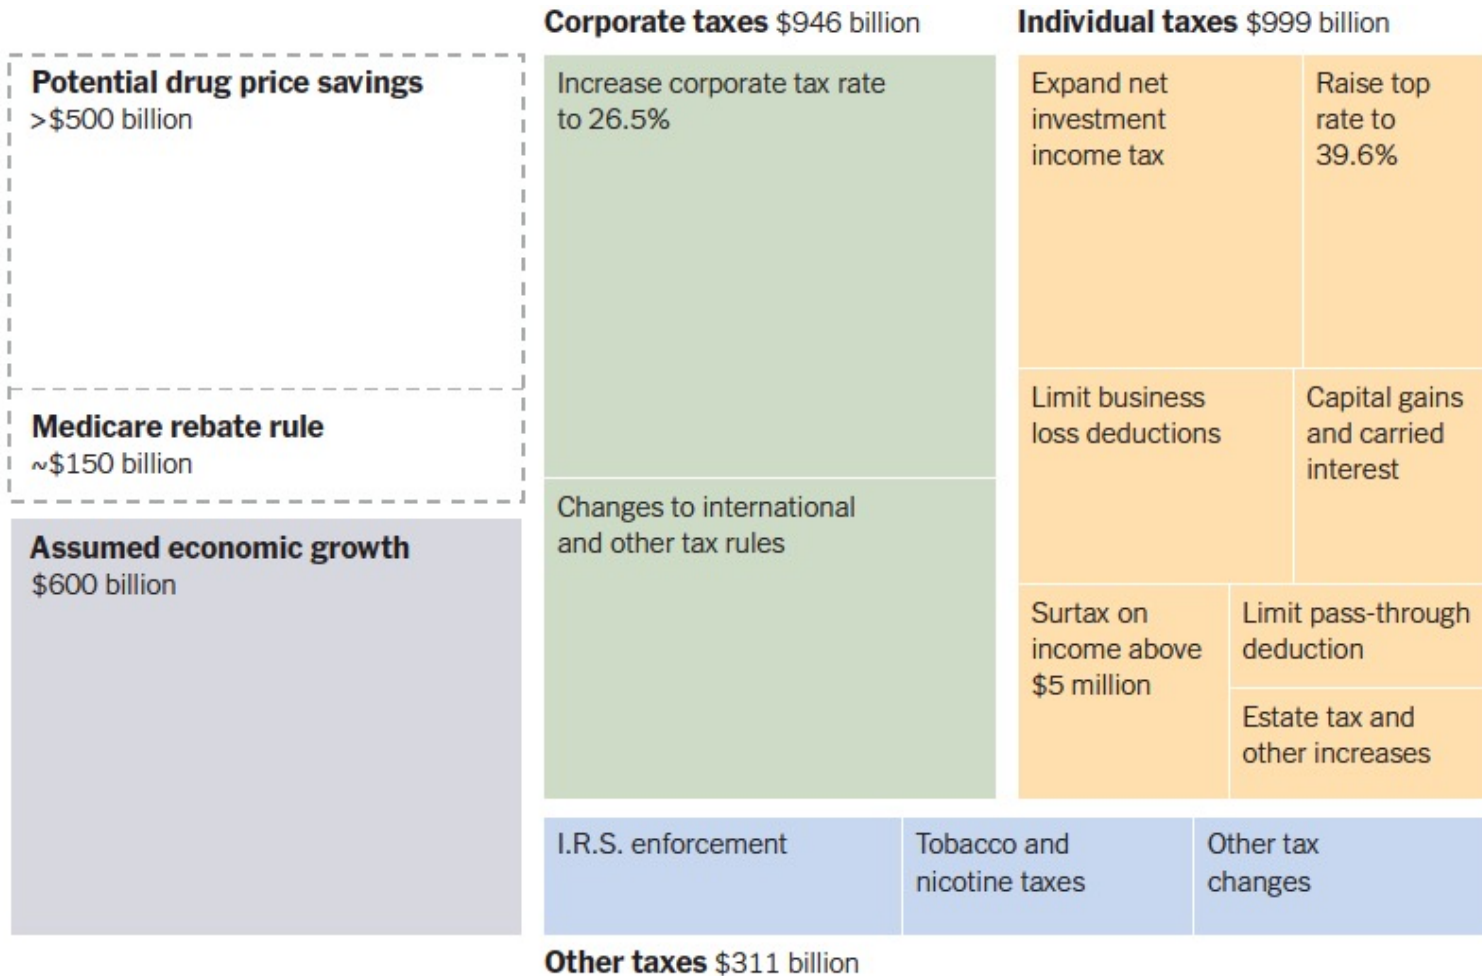 Corporate taxes $946 billion
Individual taxes $999 billion
Potential drug price savings
>$500 billion
Medicare rebate rule
~$150 billion
Assumed economic growth
$600 billion
Increase corporate tax rate
to 26.5%
Changes to international
and other tax rules
Expand net
investment
income tax
Raise top
rate to
39.6%
Limit business
loss deductions
Capital gains
and carried
interest
Surtax on
income above
$5 million
Limit pass-through
deduction
Estate tax and
other increases
I.R.S. enforcement
Tobacco and
nicotine taxes
Other tax
changes
Other taxes $311 billion